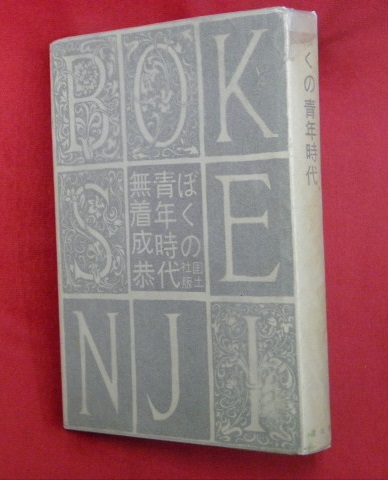 B O K
S E
N J I
ぼくの
青年時代
無着成恭
国土
社版
くの青年時代